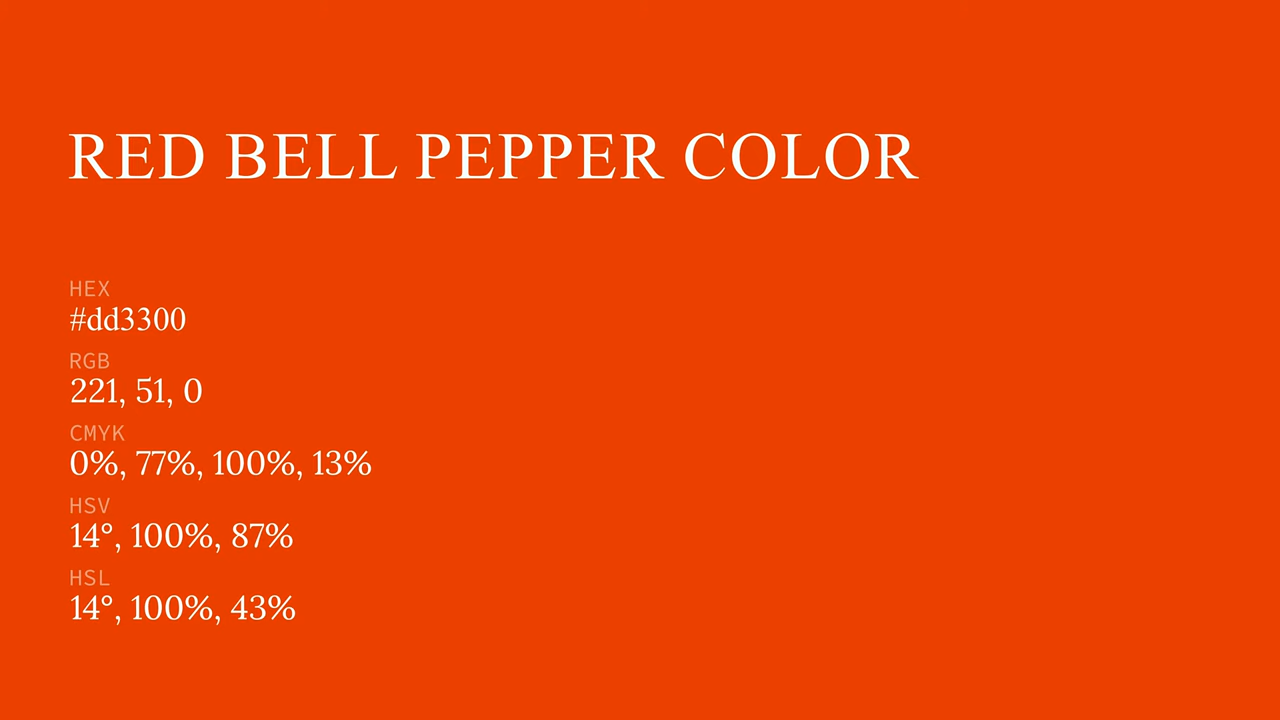 RED BELL PEPPER COLOR
HEX
#dd3300
RGB
221, 51, 0
CMYK
0%, 77%, 100%, 13%
HSV
14°, 100%, 87%
HSL
14°, 100%, 43%